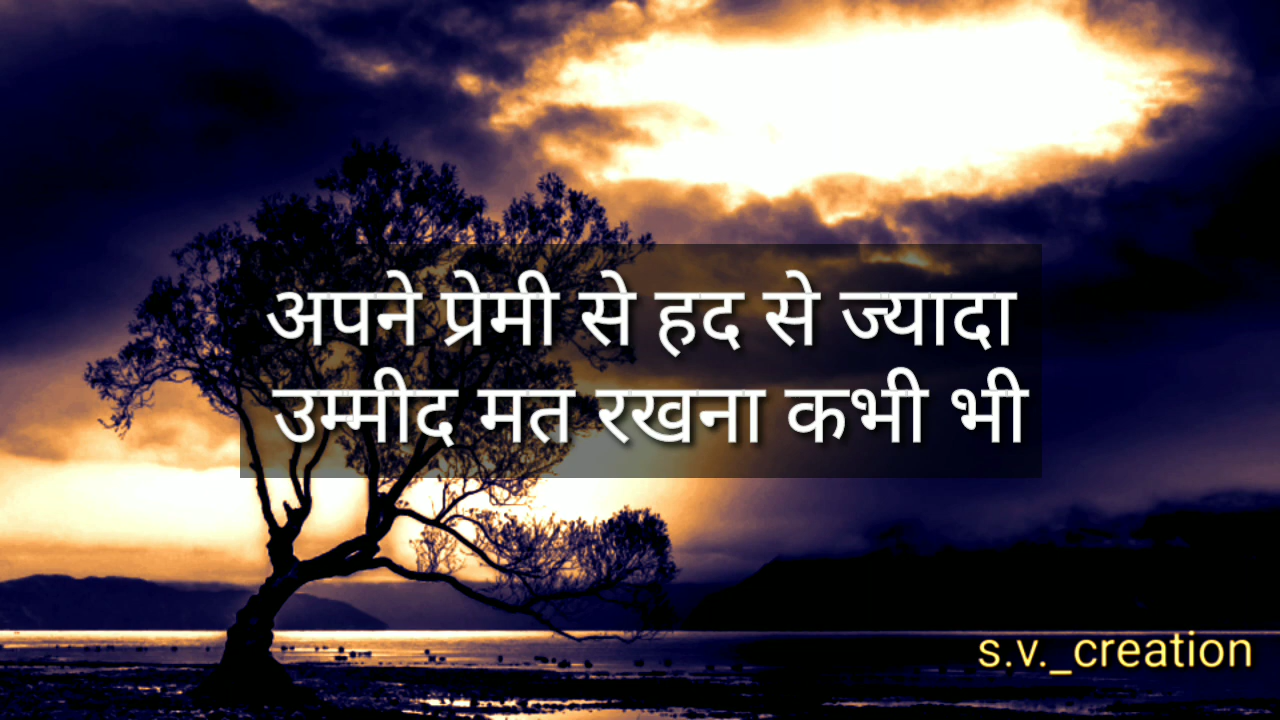 अपने प्रेमी से हद से ज्यादा
उम्मीद मत रखना कभी भी
s.v._creation